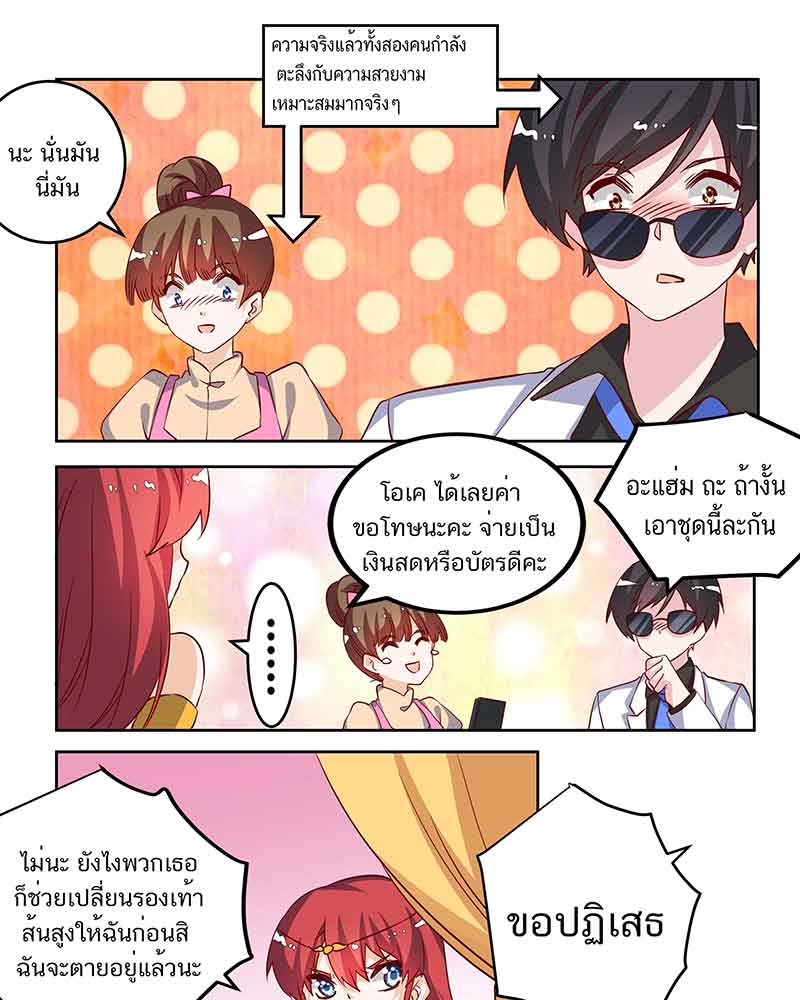 ความจริงแล้วทั้งสองคนกำลัง
ตะลึงกับความสวยงาม
เหมาะสมมากจริงๆ
นะ นั่นมัน
นี่มัน
อะแฮ่ม ถะ ถ้างั้น
เอาชุดนี้ละกัน
โอเค ได้เลยค่า
ขอโทษนะคะ จ่ายเป็น
เงินสดหรือบัตรดีคะ
......
ไม่นะ ยังไงพวกเธอ
ก็ช่วยเปลี่ยนรองเท้า
ส้นสูงให้ฉันก่อนสิ
ฉันจะตายอยู่แล้วนะ
ขอปฏิเสธ